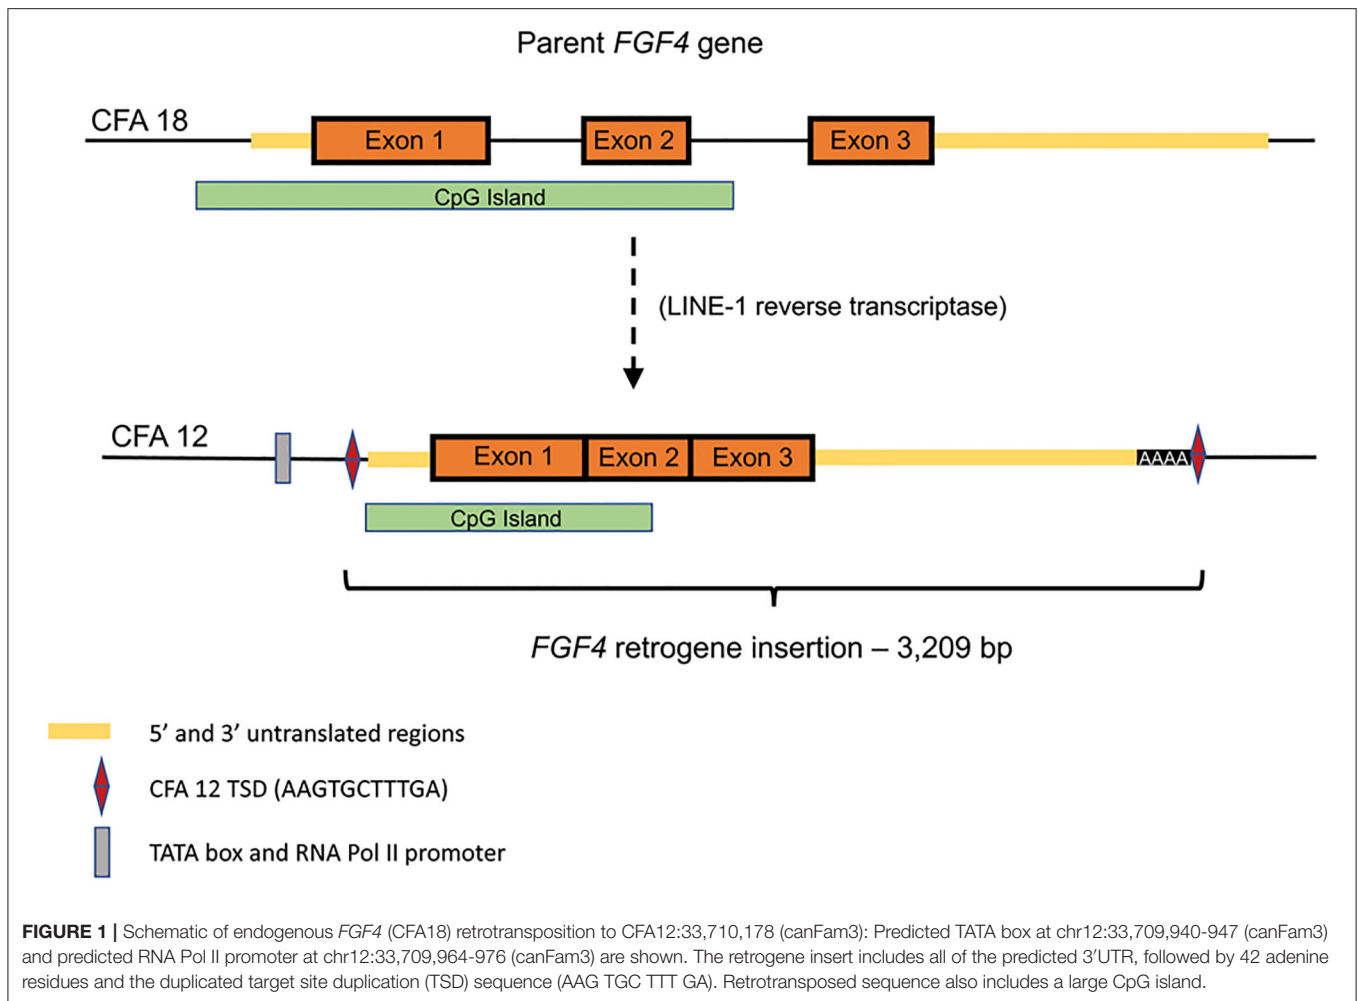 Parent FGF4 gene
CFA 18
Exon 1
Exon 2
Exon 3
CpG Island
(LINE-1 reverse transcriptase)
CFA 12
Exon 1
Exon 2
Exon 3
AAAA
CpG Island
FGF4 retrogene insertion – 3,209 bp
5’ and 3’ untranslated regions
CFA 12 TSD (AAGTGCTTTGA)
TATA box and RNA Pol II promoter
FIGURE 1 | Schematic of endogenous FGF4 (CFA18) retrotransposition to CFA12:33,710,178 (canFam3): Predicted TATA box at chr12:33,709,940-947 (canFam3)
and predicted RNA Pol II promoter at chr12:33,709,964-976 (canFam3) are shown. The retrogene insert includes all of the predicted 3′UTR, followed by 42 adenine
residues and the duplicated target site duplication (TSD) sequence (AAG TGC TTT GA). Retrotransposed sequence also includes a large CpG island.